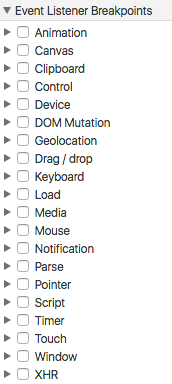 Event Listener Breakpoints
Animation
Canvas
Clipboard
Control
Device
DOM Mutation
Geolocation
Drag / drop
Keyboard
Load
Media
Mouse
Notification
Parse
Pointer
Script
Timer
Touch
Window
XHR